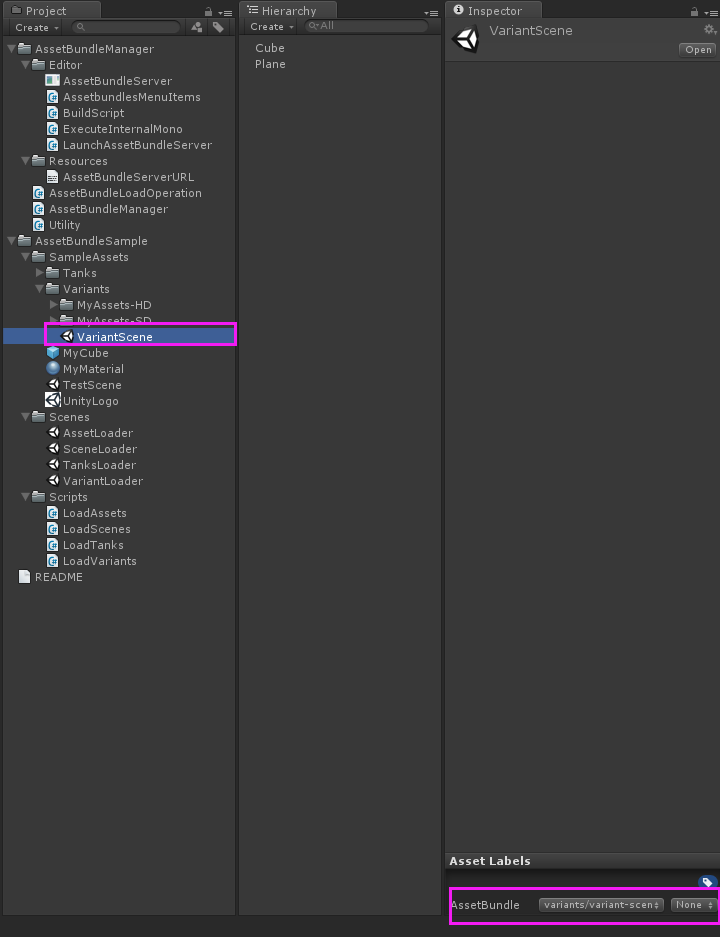 Project
Create
AssetBundleManager
Editor
AssetBundleServer
AssetbundlesMenuItems
BuildScript
ExecuteInternalMono
LaunchAssetBundleServer
Resources
AssetBundleServerURL
AssetBundleLoadOperation
AssetBundleManager
Utility
AssetBundleSample
SampleAssets
Tanks
Variants
MyAssets-HD
MyAssets-SD
VariantScene
MyCube
MyMaterial
TestScene
UnityLogo
Scenes
AssetLoader
SceneLoader
TanksLoader
VariantLoader
Scripts
LoadAssets
LoadScenes
LoadTanks
LoadVariants
README
Hierarchy
Create All
Cube
Plane
Inspector
VariantScene
Open
Asset Labels
AssetBundle variants/variant-scen None